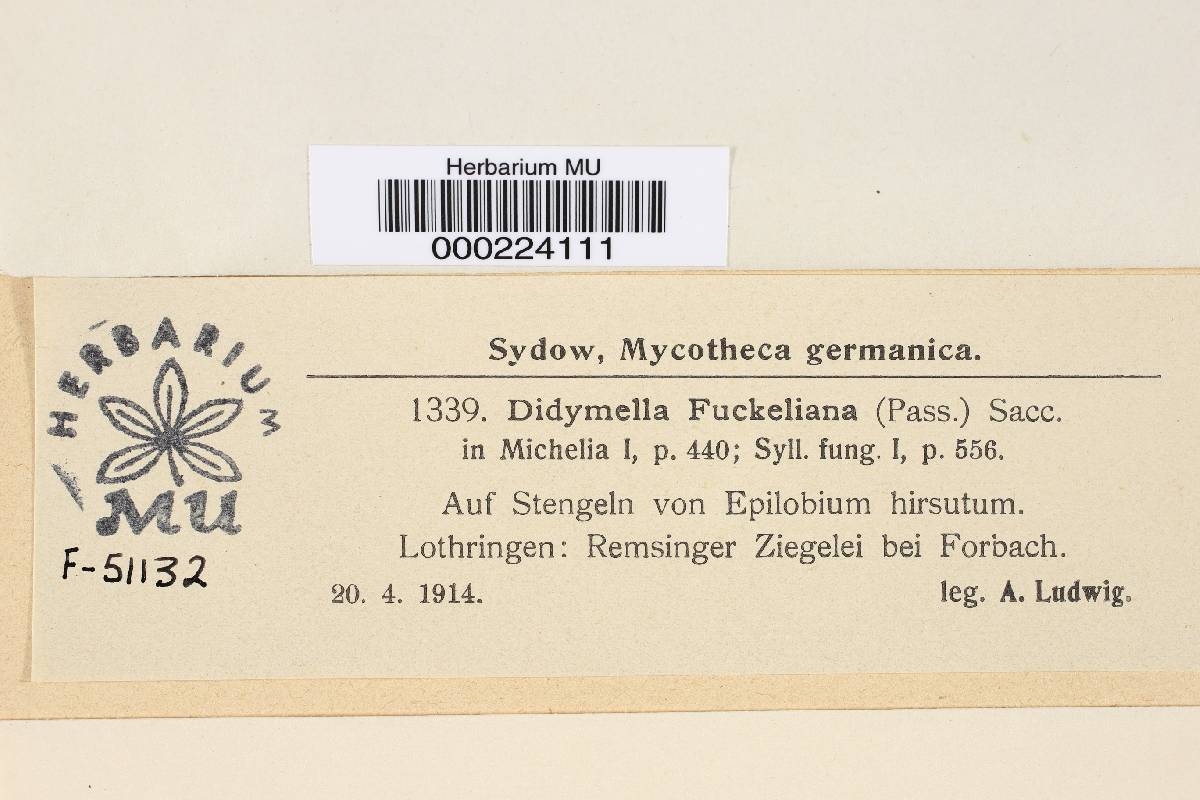 Herbarium MU
000224111
HERBARIUM
MU
F-51132
Sydow, Mycotheca germanica.
1339. Didymella Fuckeliana (Pass.) Sacc.
in Michelia I, p. 440; Syll. fung. I, p. 556.
Auf Stengeln von Epilobium hirsutum.
Lothringen: Remsinger Ziegelei bei Forbach.
20. 4. 1914. leg. A. Ludwig.